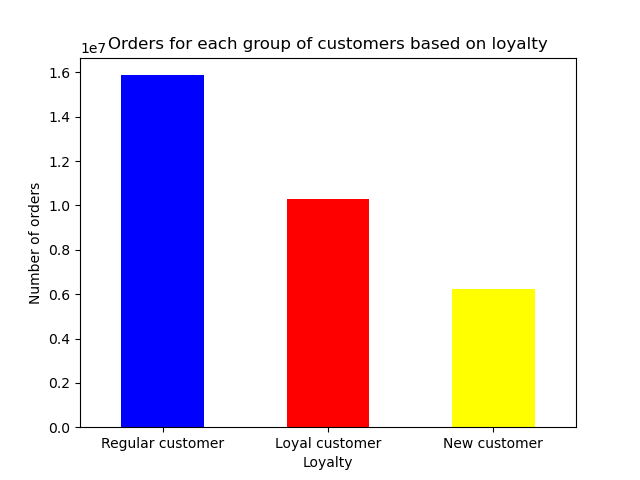 Orders for each group of customers based on loyalty
1e7
1.6
1.4
1.2
1.0
0.8
0.6
0.4
0.2
0.0
Number of orders
Regular customer
Loyal customer
New customer
Loyalty